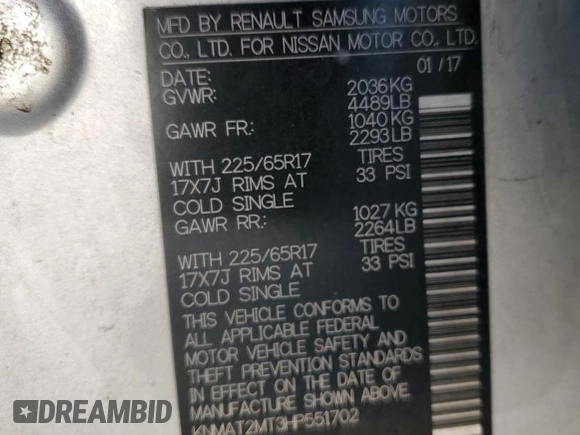 MFD BY RENAULT SAMSUNG MOTORS
CO., LTD. FOR NISSAN MOTOR CO., LTD.
DATE: 01/17
GVWR: 2036KG
4489LB
GAWR FR: 1040KG
2293LB
WITH 225/65R17 TIRES
17X7J RIMS AT 33 PSI
COLD SINGLE
GAWR RR: 1027KG
2264LB
WITH 225/65R17 TIRES
17X7J RIMS AT 33 PSI
COLD SINGLE
THIS VEHICLE CONFORMS TO
ALL APPLICABLE FEDERAL
MOTOR VEHICLE SAFETY AND
THEFT PREVENTION STANDARDS
IN EFFECT ON THE DATE OF
MANUFACTURE SHOWN ABOVE.
KNMAT2MT3HP551702
AUTOBIDCAR